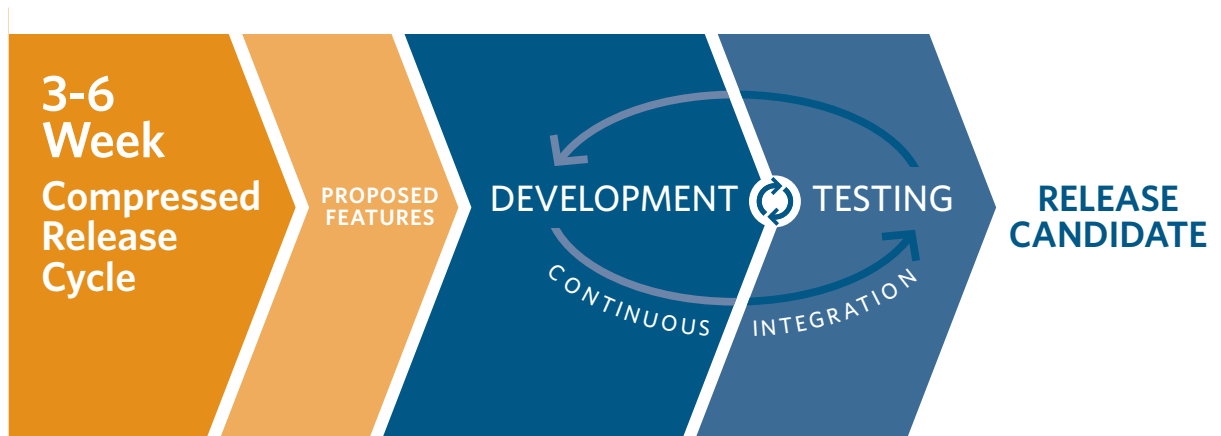 3-6
Week
Compressed
Release
Cycle
PROPOSED
FEATURES
DEVELOPMENT
TESTING
CONTINUOUS
INTEGRATION
RELEASE
CANDIDATE